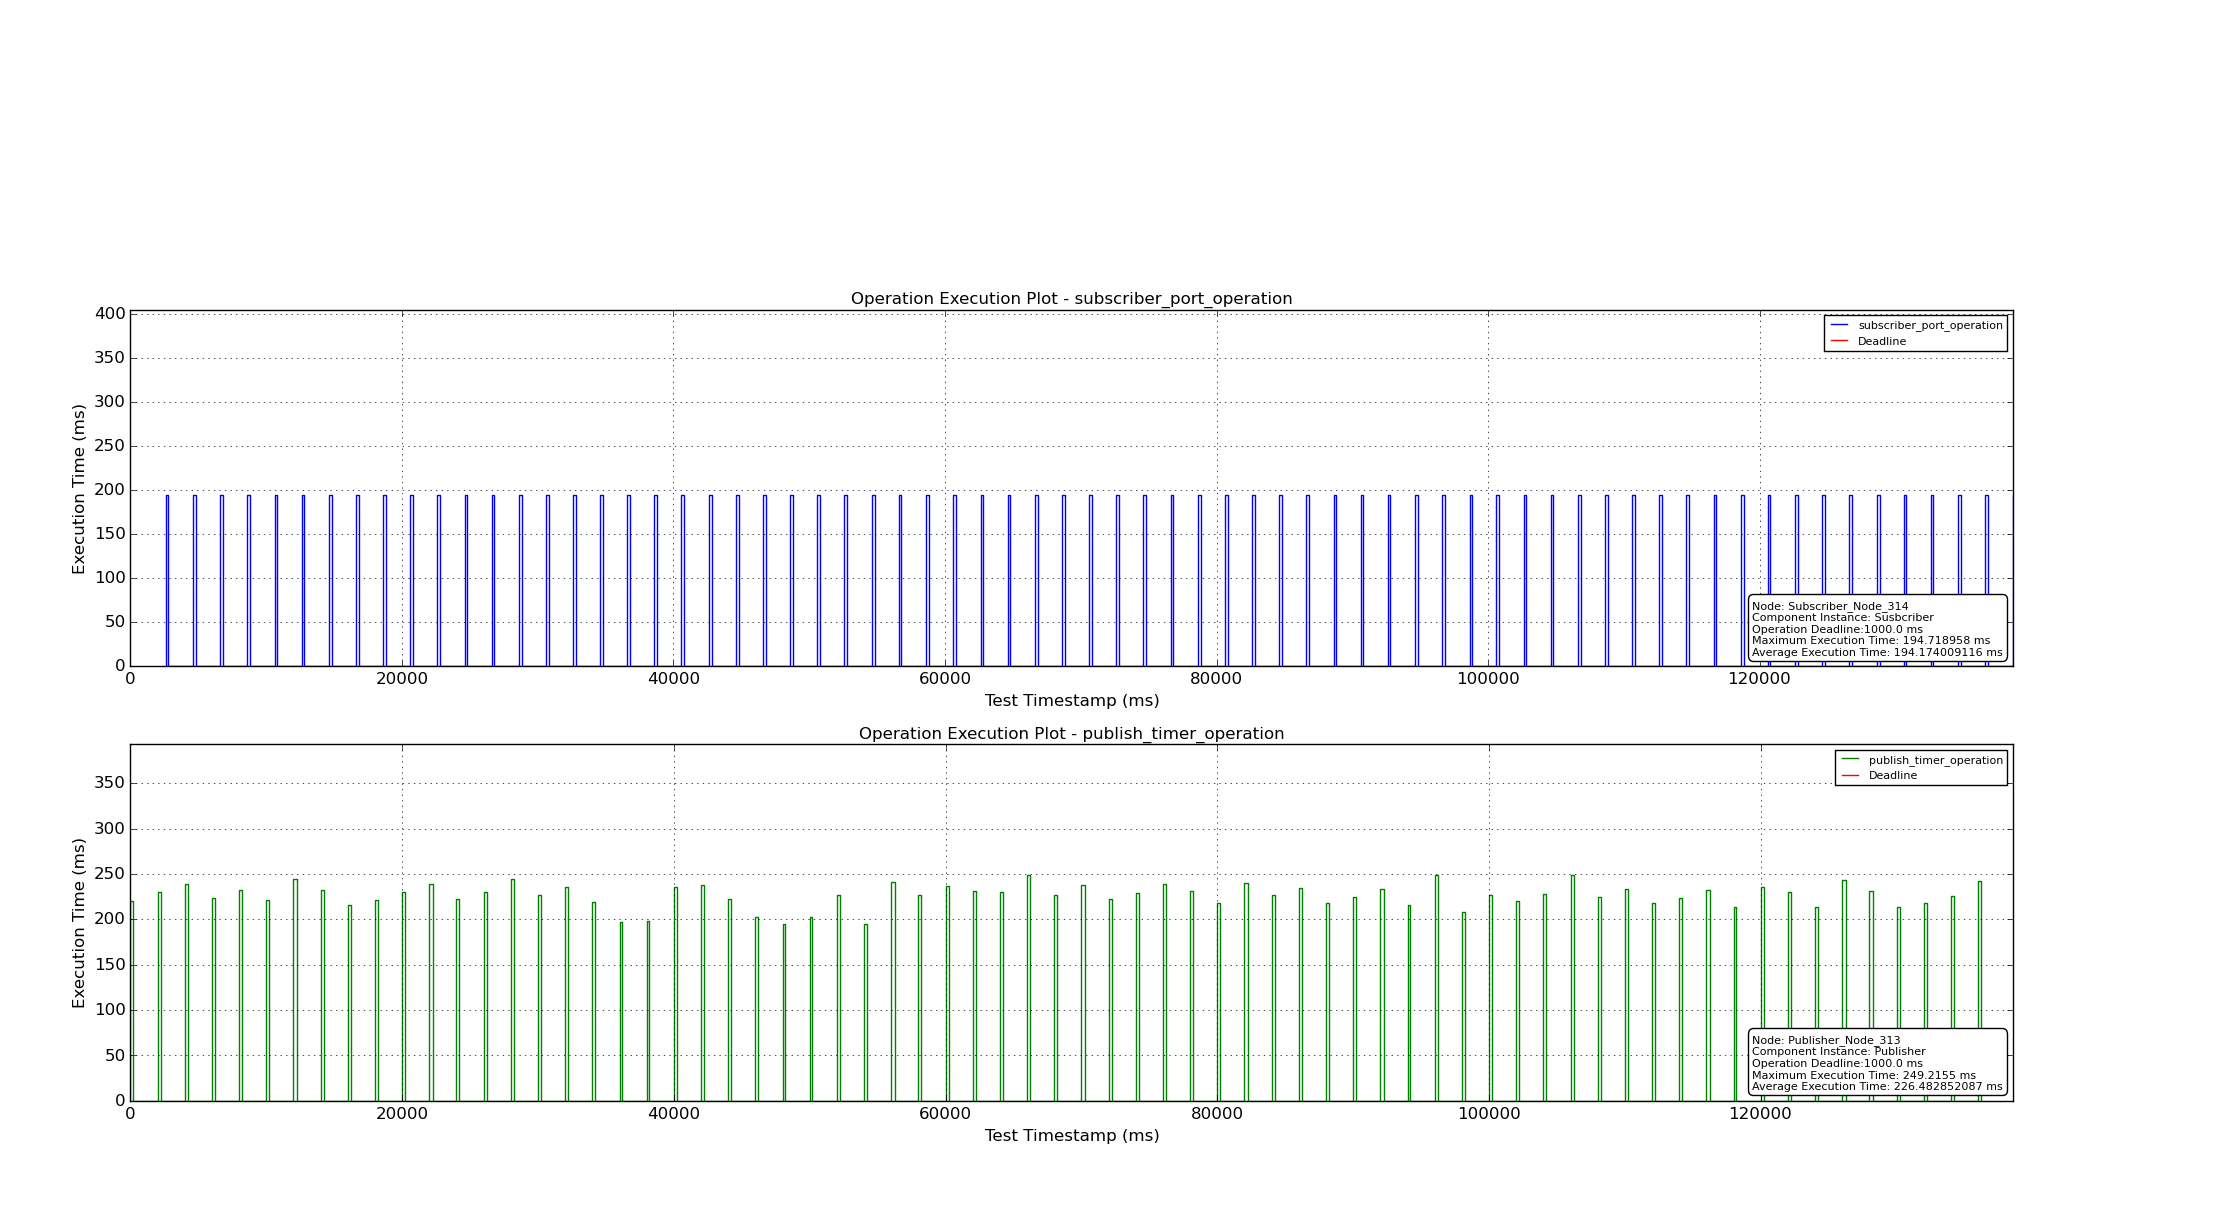 Operation Execution Plot - subscriber_port_operation
400
350
300
250
200
150
100
50
0
Execution Time (ms)
subscriber_port_operation
Deadline
Node: Subscriber_Node_314
Component Instance: Susbcriber
Operation Deadline:1000.0 ms
Maximum Execution Time: 194.718958 ms
Average Execution Time: 194.174009116 ms
0 20000 40000 60000 80000 100000 120000
Test Timestamp (ms)
Operation Execution Plot - publish_timer_operation
350
300
250
200
150
100
50
0
Execution Time (ms)
publish_timer_operation
Deadline
Node: Publisher_Node_313
Component Instance: Publisher
Operation Deadline:1000.0 ms
Maximum Execution Time: 249.2155 ms
Average Execution Time: 226.482852087 ms
0 20000 40000 60000 80000 100000 120000
Test Timestamp (ms)